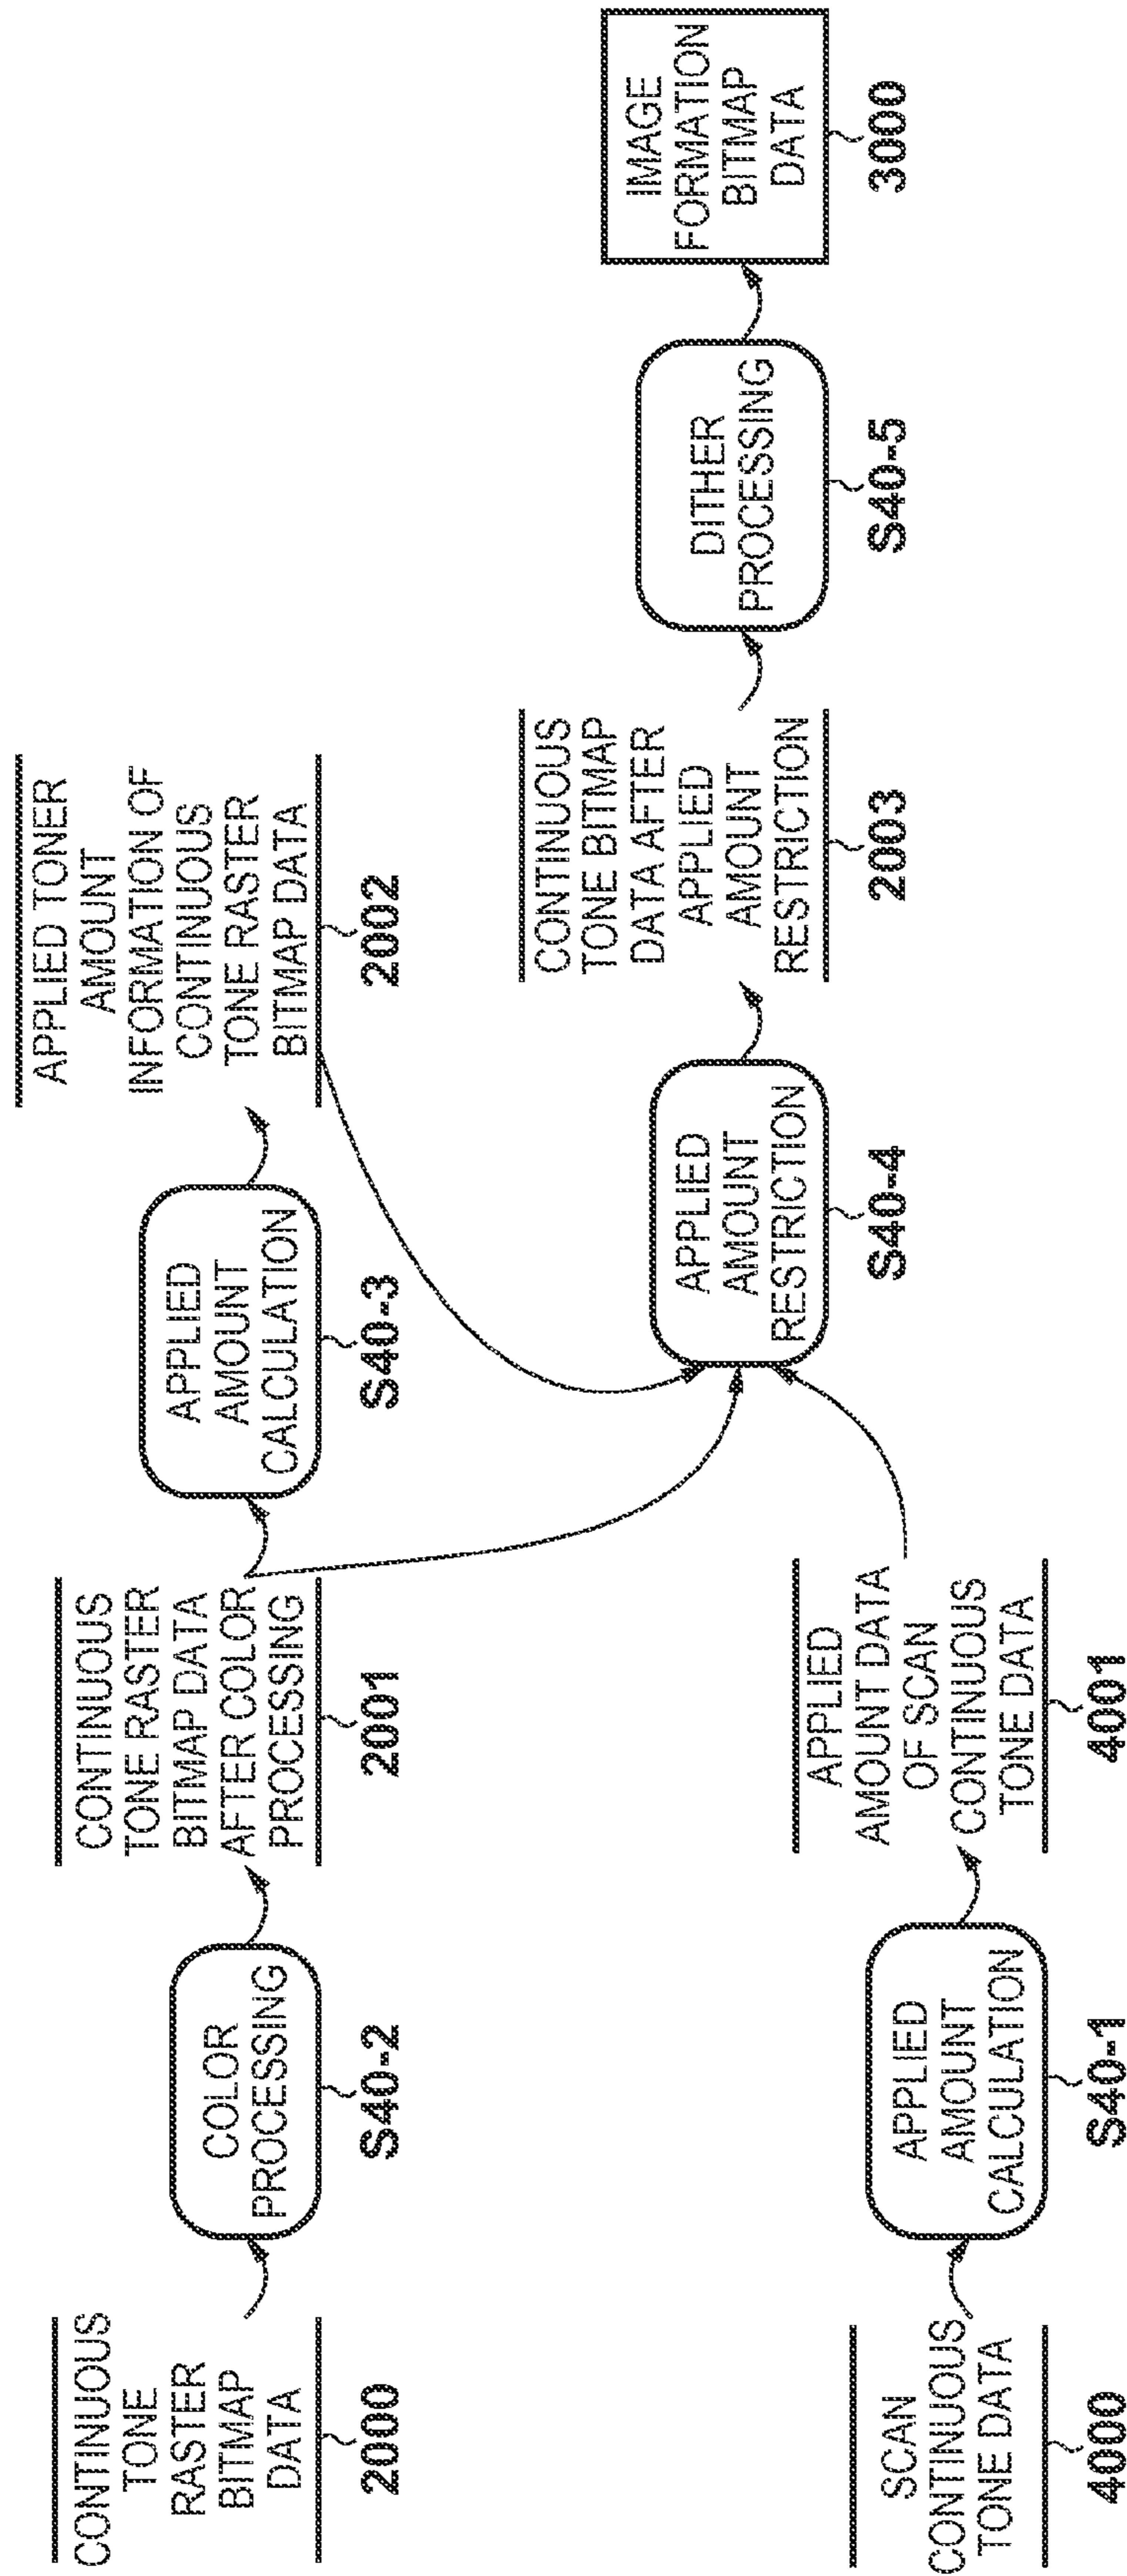 CONTINUOUS
TONE
RASTER
BITMAP
DATA
2000
COLOR
PROCESSING
S40-2
CONTINUOUS
TONE RASTER
BITMAP DATA
AFTER COLOR
PROCESSING
2001
APPLIED
AMOUNT
CALCULATION
S40-3
APPLIED TONER
AMOUNT
INFORMATION OF
CONTINUOUS
TONE RASTER
BITMAP DATA
2002
SCAN
CONTINUOUS
TONE DATA
4000
APPLIED
AMOUNT
CALCULATION
S40-1
APPLIED
AMOUNT DATA
OF SCAN
CONTINUOUS
TONE DATA
4001
APPLIED
AMOUNT
RESTRICTION
S40-4
CONTINUOUS
TONE BITMAP
DATA AFTER
APPLIED
AMOUNT
RESTRICTION
2003
DITHER
PROCESSING
S40-5
IMAGE
FORMATION
BITMAP
DATA
3000